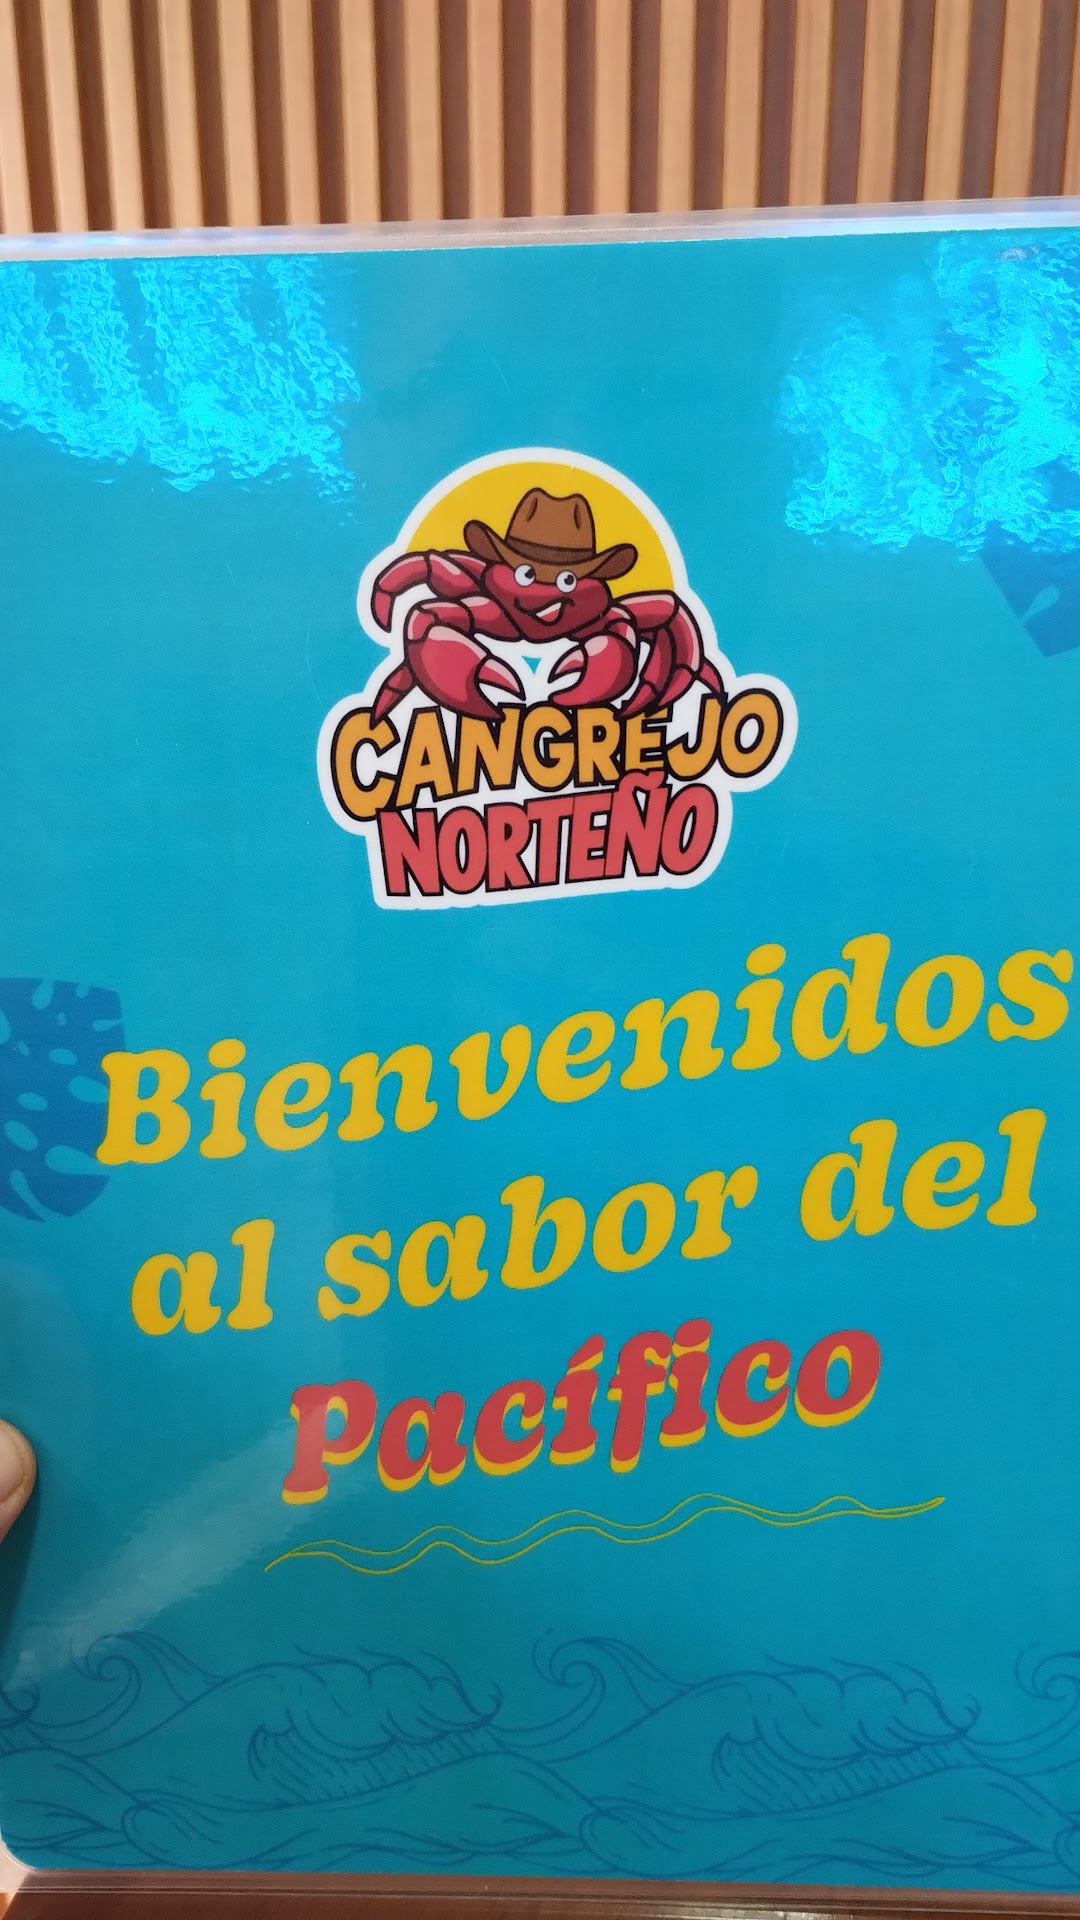 CANGREJO
NORTEÑO
Bienvenidos
al sabor del
Pacífico